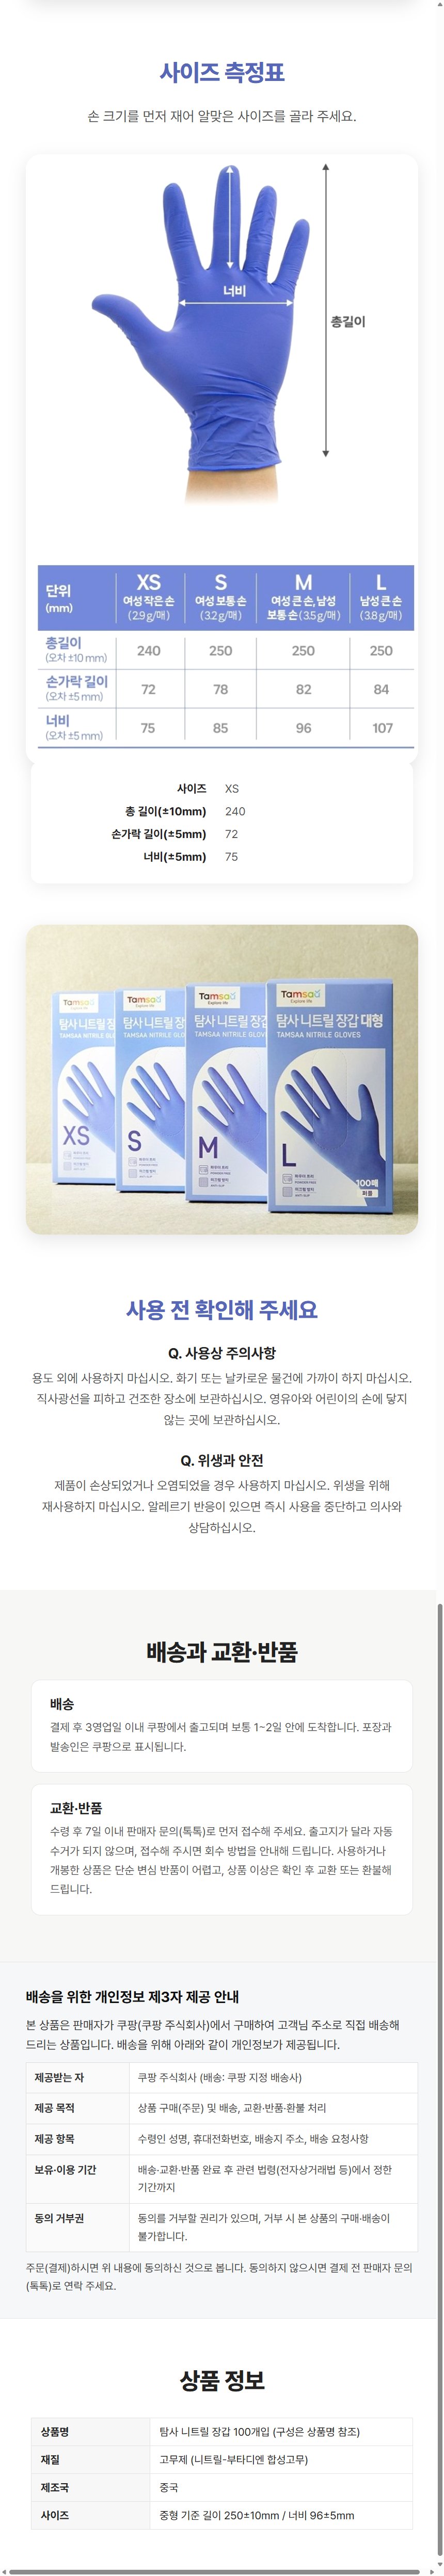 사이즈 측정표
손 크기를 먼저 재어 알맞은 사이즈를 골라 주세요.
너비
총길이
단위
(mm)
XS
여성 작은 손
(2.9g/매)
S
여성 보통 손
(3.2g/매)
M
여성 큰 손, 남성
보통 손 (3.5g/매)
L
남성 큰 손
(3.8g/매)
총길이
(오차 ±10mm)
240 250 250 250
손가락 길이
(오차 ±5mm)
72 78 82 84
너비
(오차 ±5mm)
75 85 96 107
사이즈 XS
총 길이(±10mm) 240
손가락 길이(±5mm) 72
너비(±5mm) 75
Tamsaa
Explore life
탐사 니트릴 장
TAMSAA NITRILE GLO
XS
Tamsaa
Explore life
탐사 니트릴 장
TAMSAA NITRILE GLO
S
Tamsaa
Explore life
탐사 니트릴 장갑
TAMSAA NITRILE GLOVES
M
Tamsaa
Explore life
탐사 니트릴 장갑 대형
TAMSAA NITRILE GLOVES
L
100매
퍼플
사용 전 확인해 주세요
Q. 사용상 주의사항
용도 외에 사용하지 마십시오. 화기 또는 날카로운 물건에 가까이 하지 마십시오.
직사광선을 피하고 건조한 장소에 보관하십시오. 영유아와 어린이의 손에 닿지
않는 곳에 보관하십시오.
Q. 위생과 안전
제품이 손상되었거나 오염되었을 경우 사용하지 마십시오. 위생을 위해
재사용하지 마십시오. 알레르기 반응이 있으면 즉시 사용을 중단하고 의사와
상담하십시오.
배송과 교환·반품
배송
결제 후 3영업일 이내 쿠팡에서 출고되며 보통 1~2일 안에 도착합니다. 포장과
발송인은 쿠팡으로 표시됩니다.
교환·반품
수령 후 7일 이내 판매자 문의(톡톡)로 먼저 접수해 주세요. 출고지가 달라 자동
수거가 되지 않으며, 접수해 주시면 회수 방법을 안내해 드립니다. 사용하거나
개봉한 상품은 단순 변심 반품이 어렵고, 상품 이상은 확인 후 교환 또는 환불해
드립니다.
배송을 위한 개인정보 제3자 제공 안내
본 상품은 판매자가 쿠팡(쿠팡 주식회사)에서 구매하여 고객님 주소로 직접 배송해
드리는 상품입니다. 배송을 위해 아래와 같이 개인정보가 제공됩니다.
제공받는 자 쿠팡 주식회사 (배송: 쿠팡 지정 배송사)
제공 목적 상품 구매(주문) 및 배송, 교환·반품·환불 처리
제공 항목 수령인 성명, 휴대전화번호, 배송지 주소, 배송 요청사항
보유·이용 기간 배송·교환·반품 완료 후 관련 법령(전자상거래법 등)에서 정한
기간까지
동의 거부권 동의를 거부할 권리가 있으며, 거부 시 본 상품의 구매·배송이
불가합니다.
주문(결제)하시면 위 내용에 동의하신 것으로 봅니다. 동의하지 않으시면 결제 전 판매자 문의
(톡톡)로 연락 주세요.
상품 정보
상품명 탐사 니트릴 장갑 100개입 (구성은 상품명 참조)
재질 고무제 (니트릴-부타디엔 합성고무)
제조국 중국
사이즈 중형 기준 길이 250±10mm / 너비 96±5mm